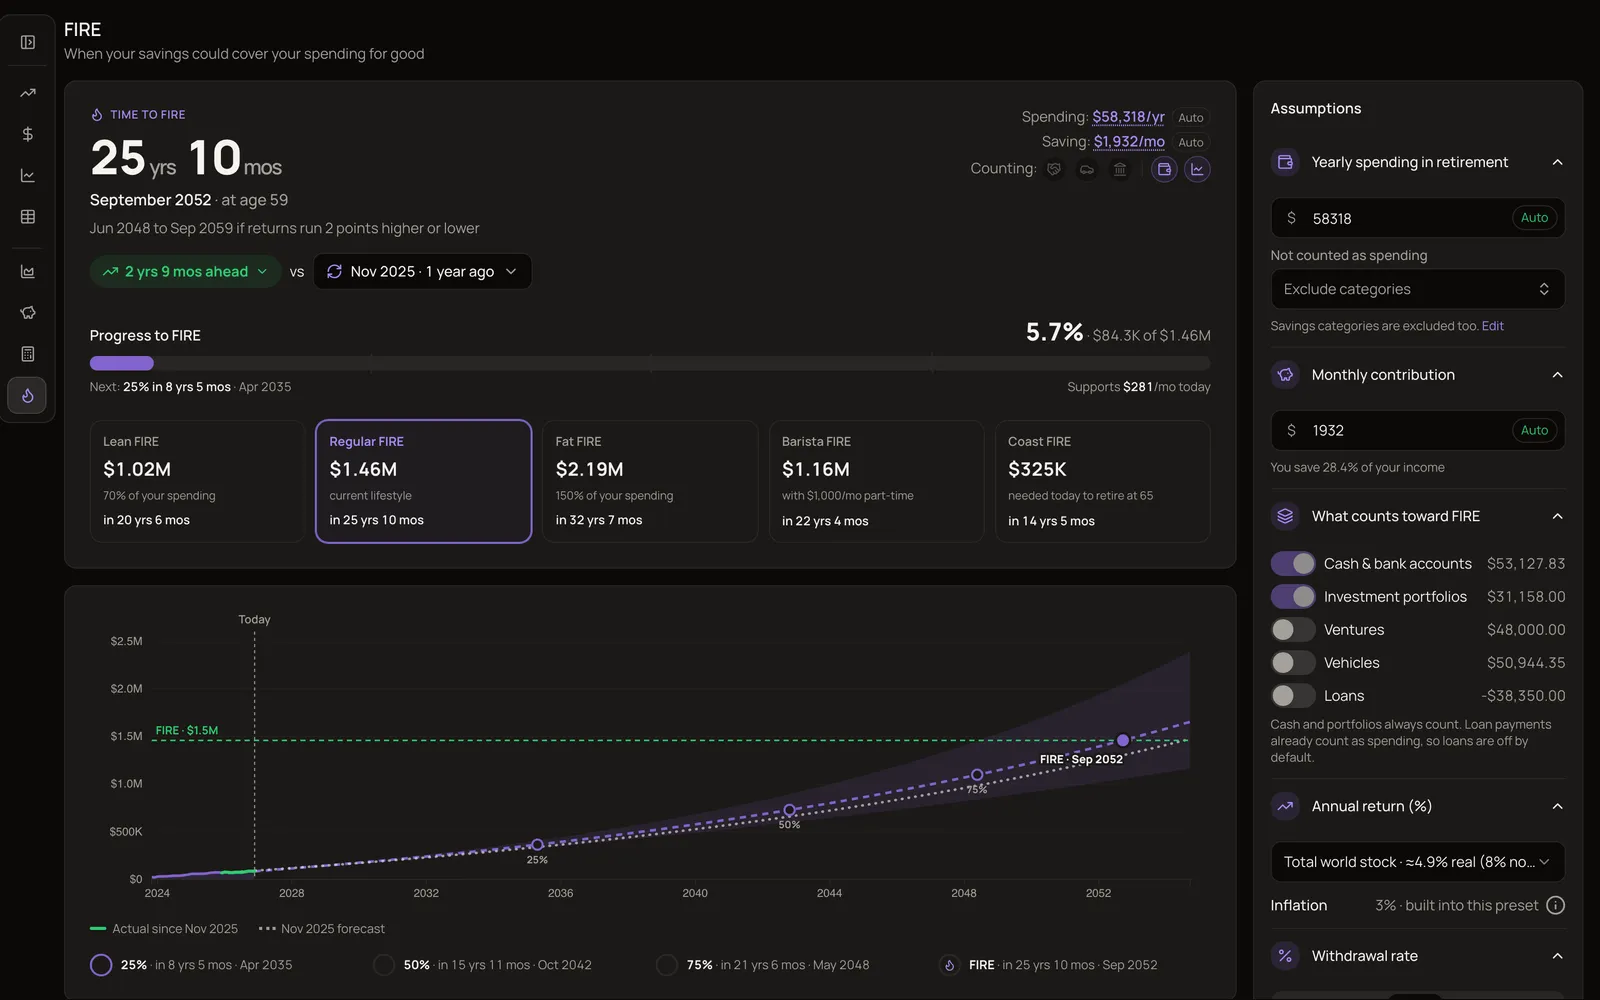 FIRE
When your savings could cover your spending for good
TIME TO FIRE
25 yrs 10 mos
September 2052 · at age 59
Jun 2048 to Sep 2059 if returns run 2 points higher or lower
2 yrs 9 mos ahead vs Nov 2025 · 1 year ago
Spending: $58,318/yr Auto
Saving: $1,932/mo Auto
Counting:
Progress to FIRE
5.7% · $84.3K of $1.46M
Next: 25% in 8 yrs 5 mos · Apr 2035
Supports $281/mo today
Lean FIRE
$1.02M
70% of your spending
in 20 yrs 6 mos
Regular FIRE
$1.46M
current lifestyle
in 25 yrs 10 mos
Fat FIRE
$2.19M
150% of your spending
in 32 yrs 7 mos
Barista FIRE
$1.16M
with $1,000/mo part-time
in 22 yrs 4 mos
Coast FIRE
$325K
needed today to retire at 65
in 14 yrs 5 mos
Today
$2.5M
$2.0M
FIRE · $1.5M
$1.5M
FIRE · Sep 2052
$1.0M
75%
50%
$500K
25%
$0
2024 2028 2032 2036 2040 2044 2048 2052
Actual since Nov 2025 Nov 2025 forecast
25% · in 8 yrs 5 mos · Apr 2035
50% · in 15 yrs 11 mos · Oct 2042
75% · in 21 yrs 6 mos · May 2048
FIRE · in 25 yrs 10 mos · Sep 2052
Assumptions
Yearly spending in retirement
$ 58318 Auto
Not counted as spending
Exclude categories
Savings categories are excluded too. Edit
Monthly contribution
$ 1932 Auto
You save 28.4% of your income
What counts toward FIRE
Cash & bank accounts $53,127.83
Investment portfolios $31,158.00
Ventures $48,000.00
Vehicles $50,944.35
Loans -$38,350.00
Cash and portfolios always count. Loan payments
already count as spending, so loans are off by
default.
Annual return (%)
Total world stock · ≈4.9% real (8% no...
Inflation 3% · built into this preset
Withdrawal rate